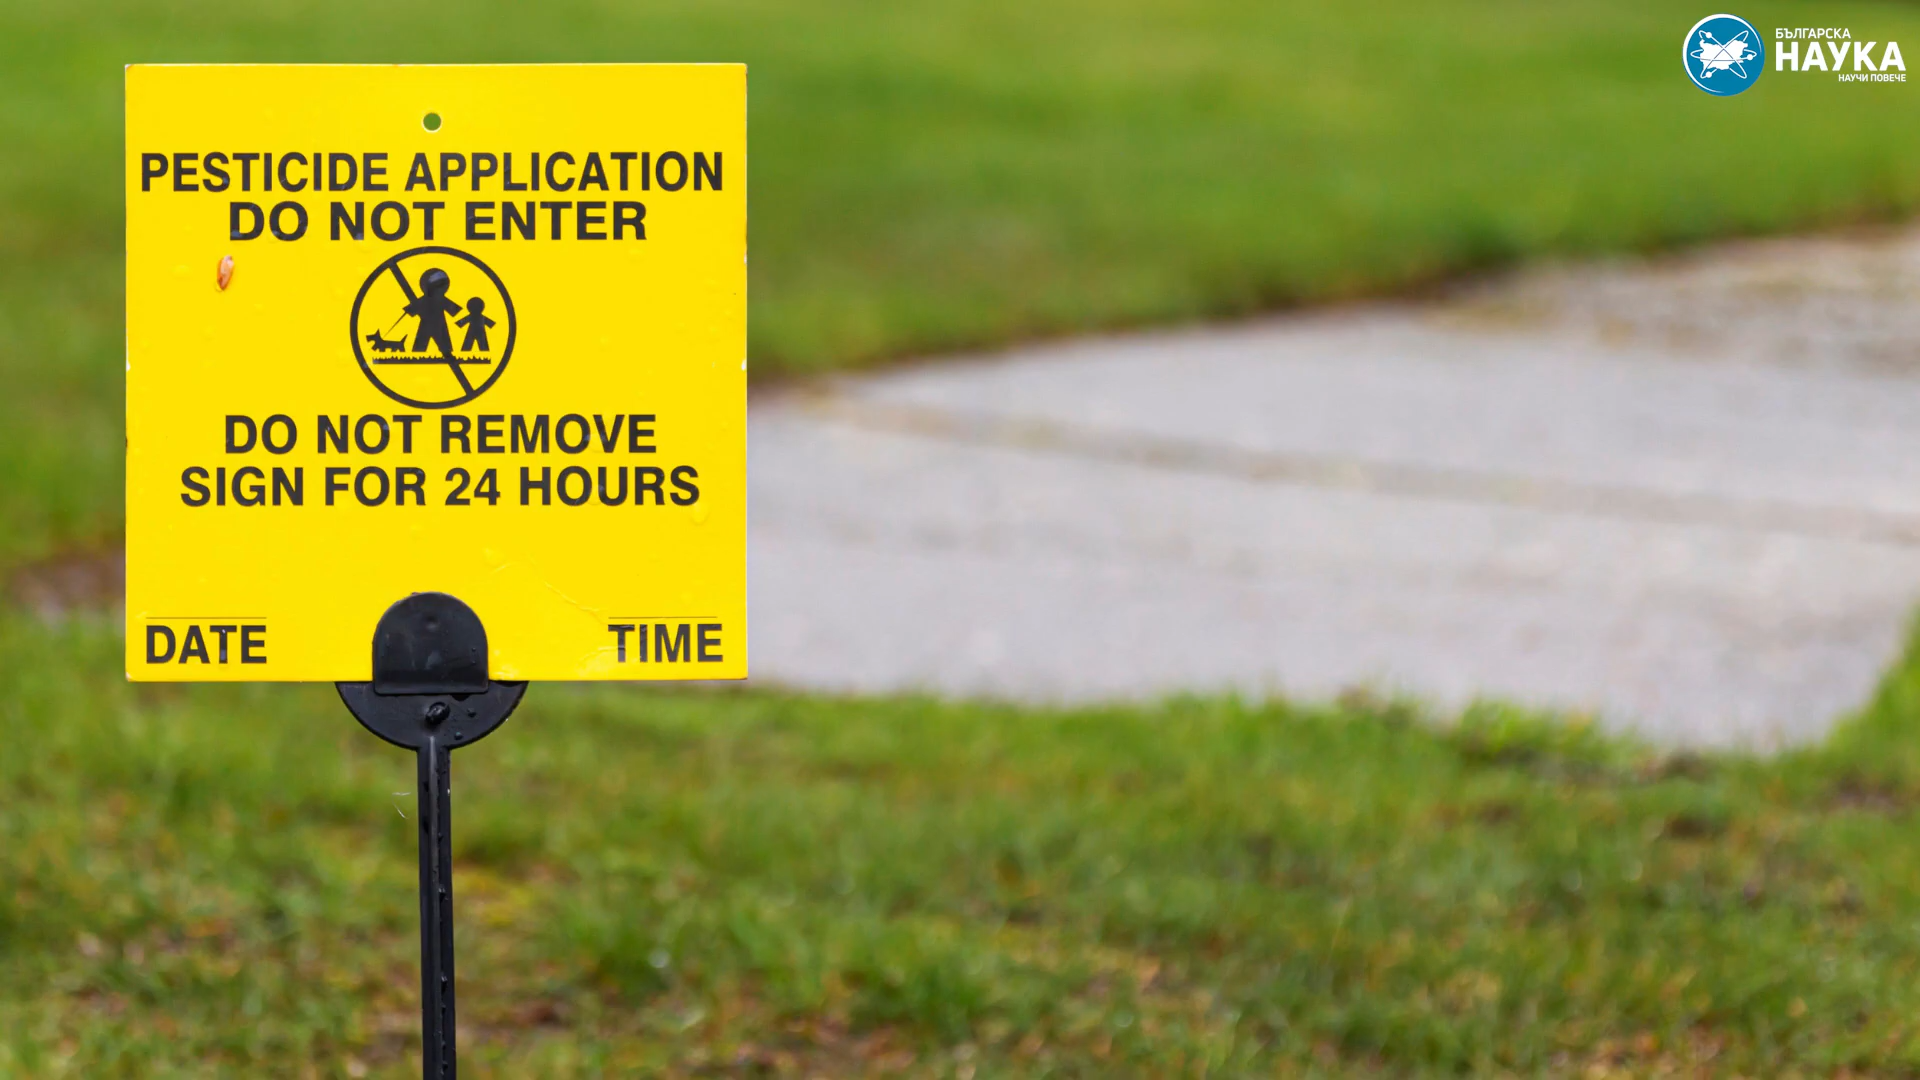 PESTICIDE APPLICATION
DO NOT ENTER
DO NOT REMOVE
SIGN FOR 24 HOURS
DATE
TIME
БЪЛГАРСКА
НАУКА
НАУЧИ ПОВЕЧЕ